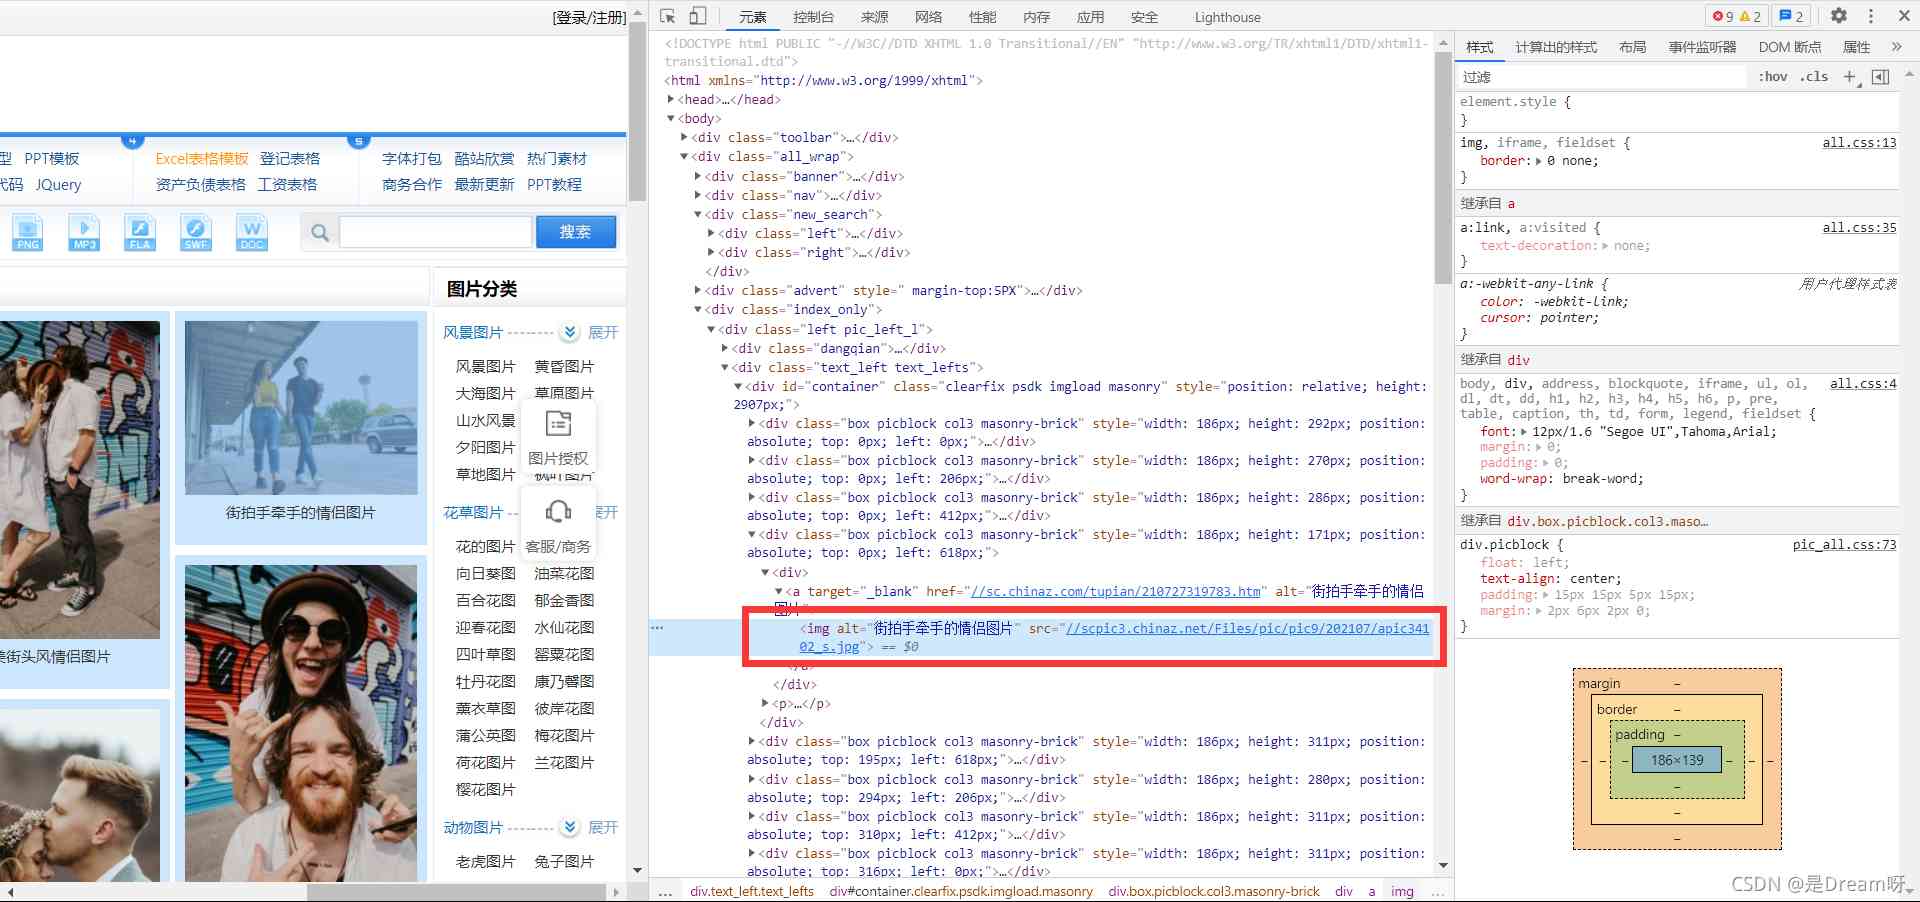 [登录/注册]
型 PPT模板
代码 JQuery
4
Excel表格模板 登记表格
资产负债表格 工资表格
5
字体打包 酷站欣赏 热门素材
商务合作 最新更新 PPT教程
PNG MP3 FLA SWF DOC
搜索
图片分类
风景图片 展开
风景图片 黄昏图片
大海图片 草原图片
山水风景
夕阳图片
草地图片 枫叶图片
图片授权
客服/商务
花草图片 展开
花的图片
向日葵图 油菜花图
百合花图 郁金香图
迎春花图 水仙花图
四叶草图 罂粟花图
牡丹花图 康乃馨图
薰衣草图 彼岸花图
蒲公英图 梅花图片
荷花图片 兰花图片
樱花图片
动物图片 展开
老虎图片 兔子图片
街拍手牵手的情侣图片
美街头风情侣图片
元素 控制台 来源 网络 性能 内存 应用 安全 Lighthouse
9 2 2
<!DOCTYPE html PUBLIC "-//W3C//DTD XHTML 1.0 Transitional//EN" "http://www.w3.org/TR/xhtml1/DTD/xhtml1-
transitional.dtd">
<html xmlns="http://www.w3.org/1999/xhtml">
<head>…</head>
<body>
<div class="toolbar">…</div>
<div class="all_wrap">
<div class="banner">…</div>
<div class="nav">…</div>
<div class="new_search">
<div class="left">…</div>
<div class="right">…</div>
</div>
<div class="advert" style=" margin-top:5PX">…</div>
<div class="index_only">
<div class="left pic_left_l">
<div class="dangqian">…</div>
<div class="text_left text_lefts">
<div id="container" class="clearfix psdk imgload masonry" style="position: relative; height:
2907px;">
<div class="box picblock col3 masonry-brick" style="width: 186px; height: 292px; position:
absolute; top: 0px; left: 0px;">…</div>
<div class="box picblock col3 masonry-brick" style="width: 186px; height: 270px; position:
absolute; top: 0px; left: 206px;">…</div>
<div class="box picblock col3 masonry-brick" style="width: 186px; height: 286px; position:
absolute; top: 0px; left: 412px;">…</div>
<div class="box picblock col3 masonry-brick" style="width: 186px; height: 171px; position:
absolute; top: 0px; left: 618px;">
<div>
<a target="_blank" href="//sc.chinaz.com/tupian/210727319783.htm" alt="街拍手牵手的情侣
图片"
<img alt="街拍手牵手的情侣图片" src="//scpic3.chinaz.net/Files/pic/pic9/202107/apic341
02_s.jpg"> == $0
</a>
</div>
<p>…</p>
</div>
<div class="box picblock col3 masonry-brick" style="width: 186px; height: 311px; position:
absolute; top: 195px; left: 618px;">…</div>
<div class="box picblock col3 masonry-brick" style="width: 186px; height: 280px; position:
absolute; top: 294px; left: 206px;">…</div>
<div class="box picblock col3 masonry-brick" style="width: 186px; height: 311px; position:
absolute; top: 310px; left: 412px;">…</div>
<div class="box picblock col3 masonry-brick" style="width: 186px; height: 311px; position:
absolute; top: 316px; left: 0px;">…</div>
… div.text_left.text_lefts div#container.clearfix.psdk.imgload.masonry div.box.picblock.col3.masonry-brick div a img …
样式 计算出的样式 布局 事件监听器 DOM 断点 属性 »
过滤 :hov .cls +
element.style {
}
img, iframe, fieldset { all.css:13
border: 0 none;
}
继承自 a
a:link, a:visited { all.css:35
text-decoration: none;
}
a:-webkit-any-link { 用户代理样式表
color: -webkit-link;
cursor: pointer;
}
继承自 div
body, div, address, blockquote, iframe, ul, ol, all.css:4
dl, dt, dd, h1, h2, h3, h4, h5, h6, p, pre,
table, caption, th, td, form, legend, fieldset {
font: 12px/1.6 "Segoe UI",Tahoma,Arial;
margin: 0;
padding: 0;
word-wrap: break-word;
}
继承自 div.box.picblock.col3.maso…
div.picblock { pic_all.css:73
float: left;
text-align: center;
padding: 15px 15px 5px 15px;
margin: 2px 6px 2px 0;
}
margin –
border –
padding –
– – – 186×139 – – –
–
–
–
CSDN @是Dream呀